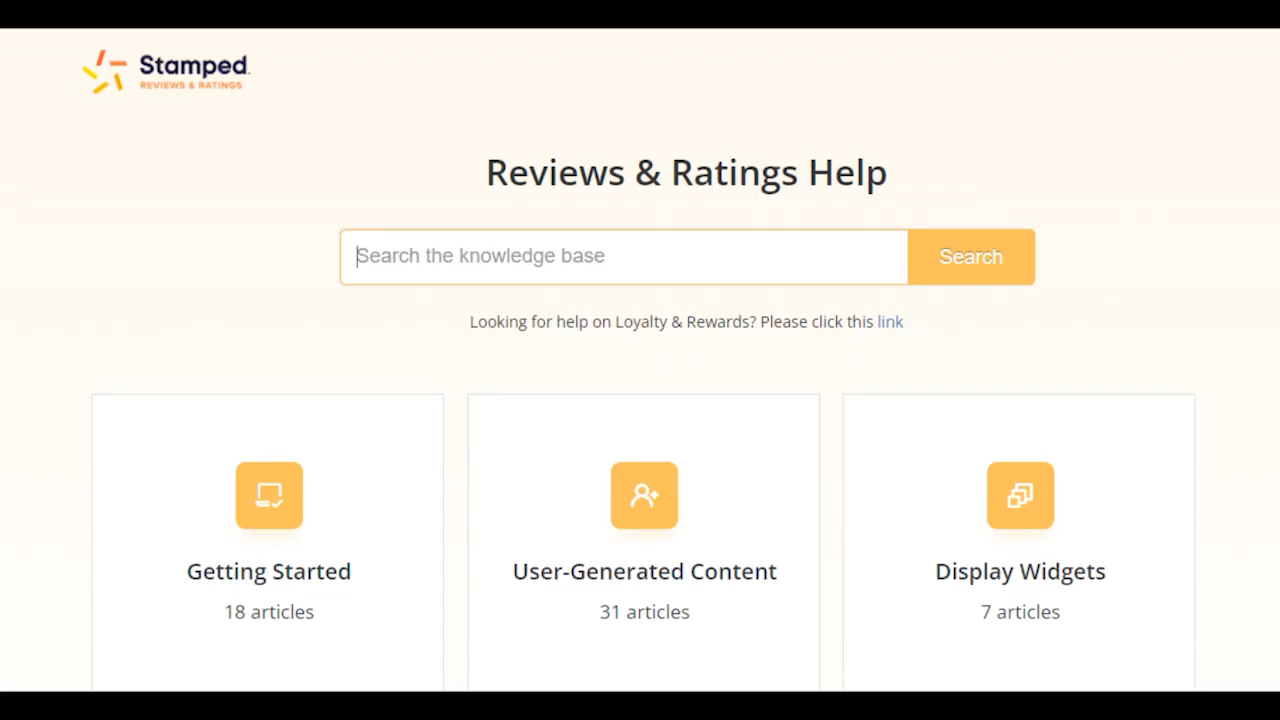 Stamped.
REVIEWS & RATINGS
Reviews & Ratings Help
Search the knowledge base
Search
Looking for help on Loyalty & Rewards? Please click this link
Getting Started
18 articles
User-Generated Content
31 articles
Display Widgets
7 articles